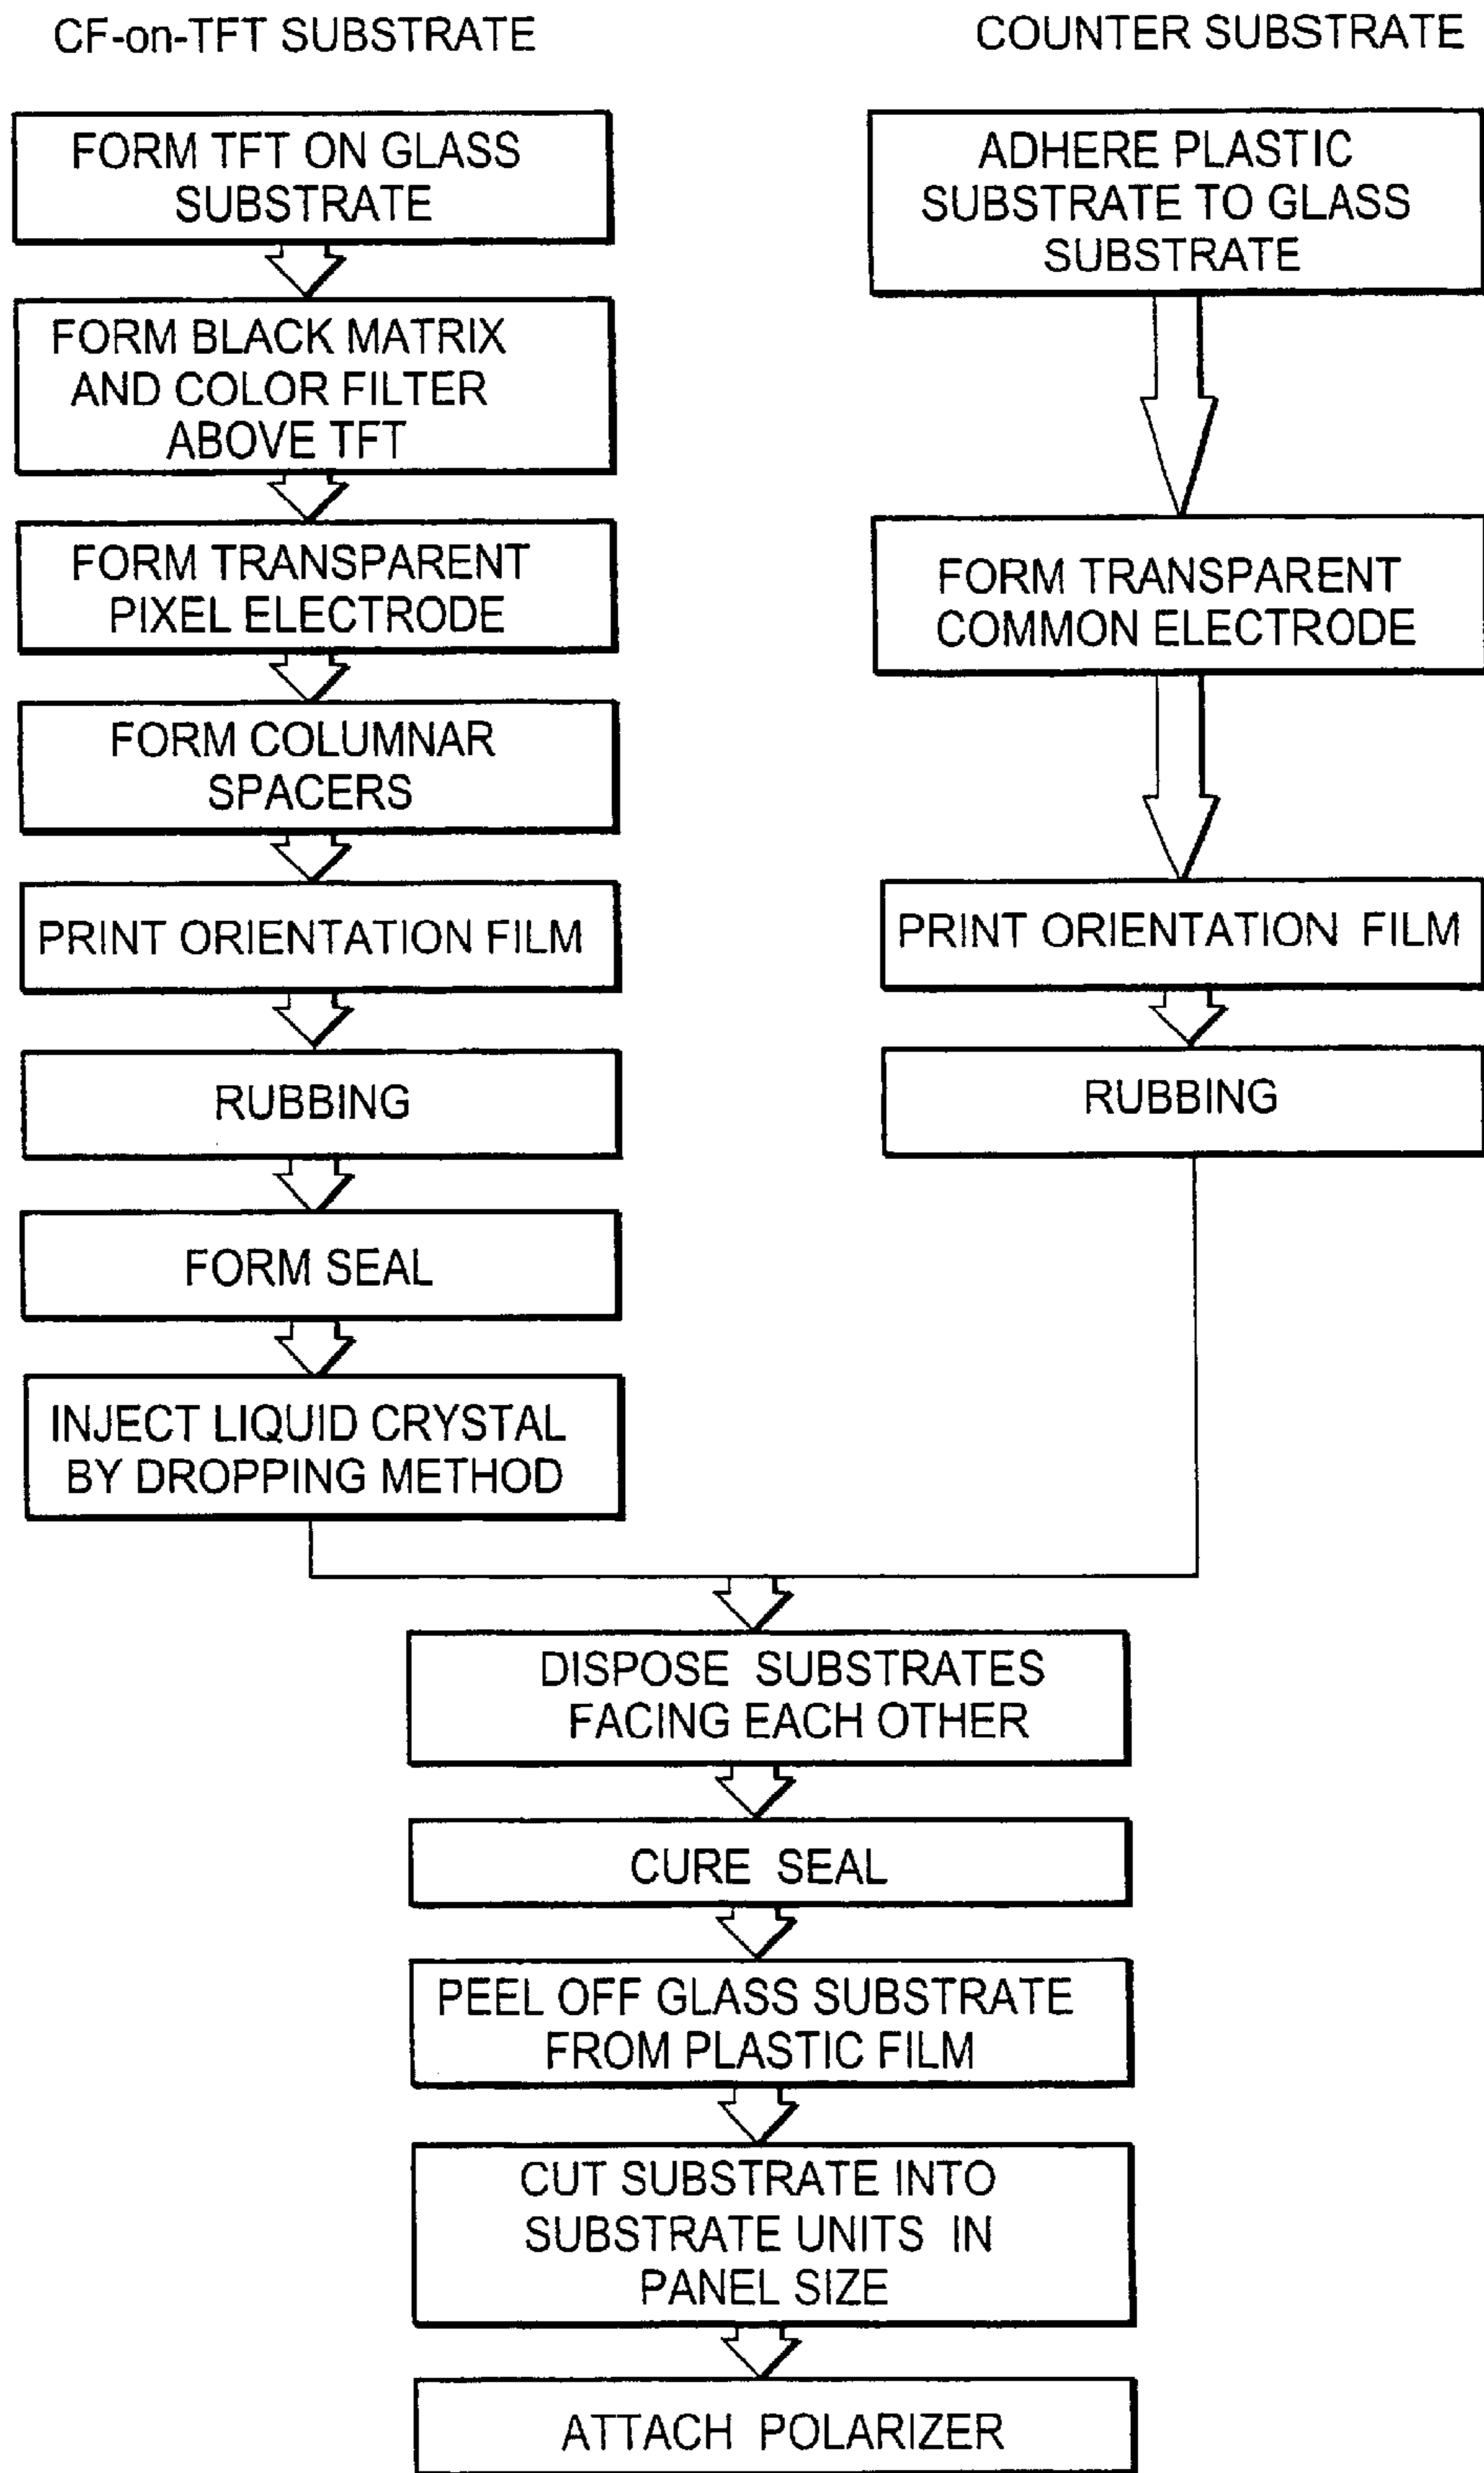 CF-on-TFT SUBSTRATE
FORM TFT ON GLASS
SUBSTRATE
FORM BLACK MATRIX
AND COLOR FILTER
ABOVE TFT
FORM TRANSPARENT
PIXEL ELECTRODE
FORM COLUMNAR
SPACERS
PRINT ORIENTATION FILM
RUBBING
FORM SEAL
INJECT LIQUID CRYSTAL
BY DROPPING METHOD
COUNTER SUBSTRATE
ADHERE PLASTIC
SUBSTRATE TO GLASS
SUBSTRATE
FORM TRANSPARENT
COMMON ELECTRODE
PRINT ORIENTATION FILM
RUBBING
DISPOSE SUBSTRATES
FACING EACH OTHER
CURE SEAL
PEEL OFF GLASS SUBSTRATE
FROM PLASTIC FILM
CUT SUBSTRATE INTO
SUBSTRATE UNITS IN
PANEL SIZE
ATTACH POLARIZER